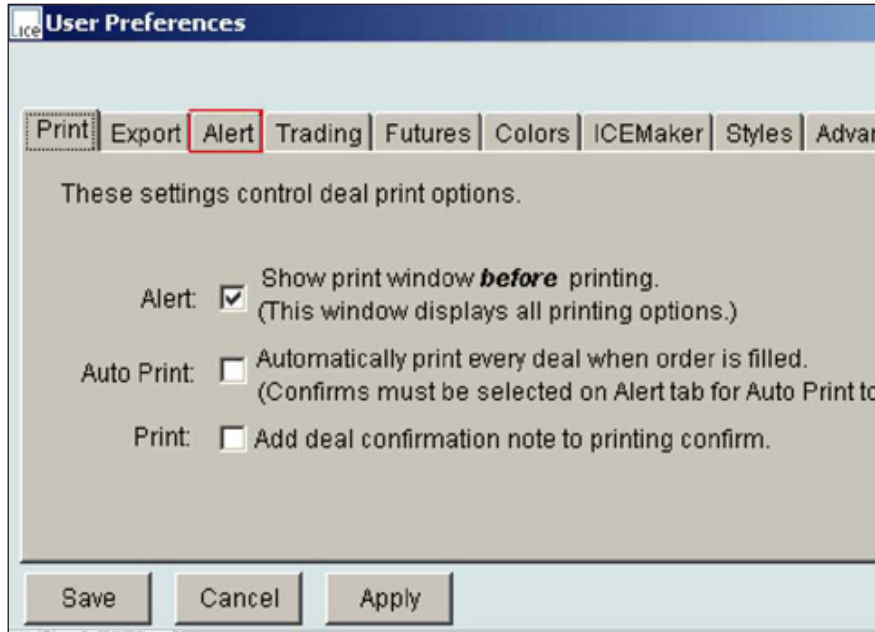 ice User Preferences
Print Export Alert Trading Futures Colors ICEMaker Styles Advan
These settings control deal print options.
Alert: Show print window before printing.
(This window displays all printing options.)
Auto Print: Automatically print every deal when order is filled.
(Confirms must be selected on Alert tab for Auto Print to
Print: Add deal confirmation note to printing confirm.
Save Cancel Apply